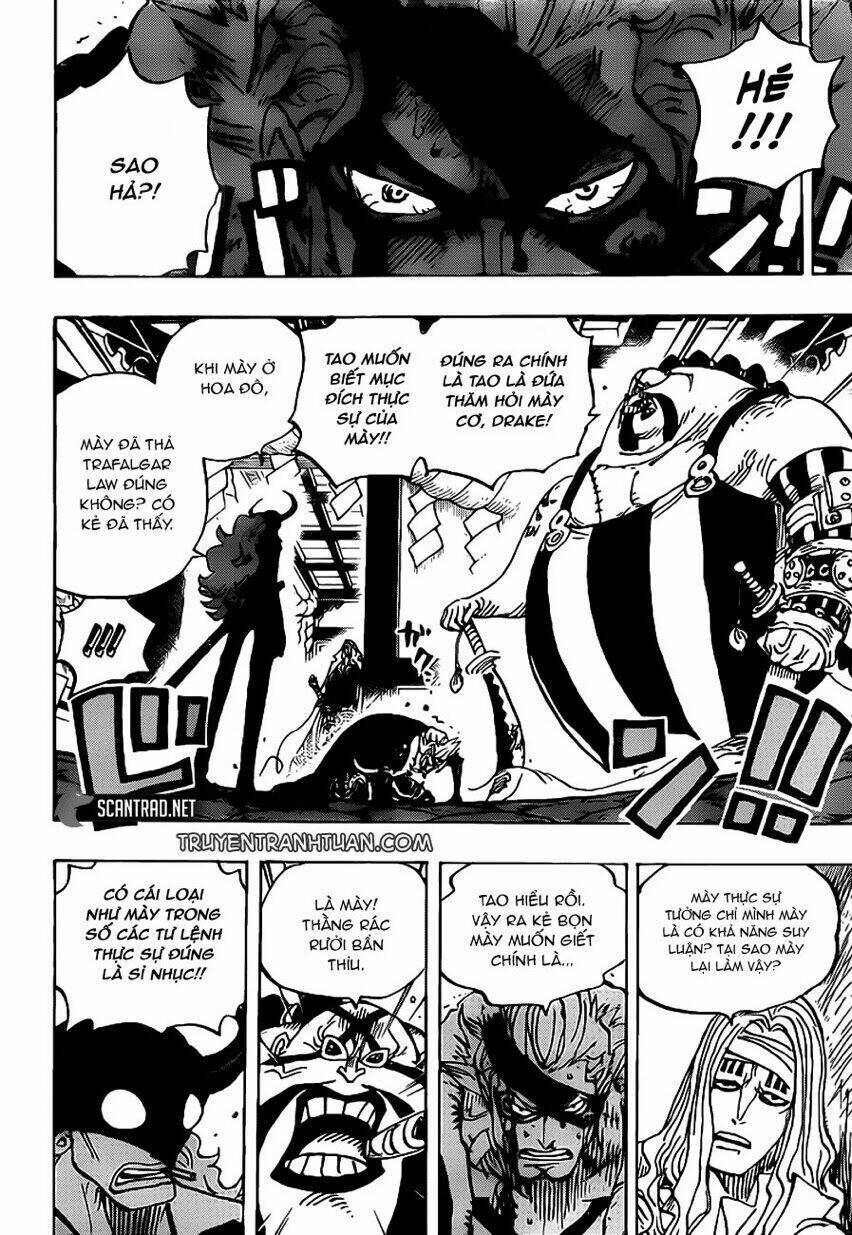 HÉ
!!!
SAO
HẢ?!
ĐÚNG RA CHÍNH
LÀ TAO LÀ ĐỨA
THĂM HỎI MÀY
CƠ, DRAKE!
TAO MUỐN
BIẾT MỤC
ĐÍCH THỰC
SỰ CỦA
MÀY!!
KHI MÀY Ở
HOA ĐÔ,
MÀY ĐÃ THẢ
TRAFALGAR
LAW ĐÚNG
KHÔNG? CÓ
KẺ ĐÃ THẤY.
!!!
ガ
ド
!!
SCANTRAD.NET
TRUYENTRANHTUAN.COM
MÀY THỰC SỰ
TƯỞNG CHỈ MÌNH MÀY
LÀ CÓ KHẢ NĂNG SUY
LUẬN? TẠI SAO MÀY
LẠI LÀM VẬY?
TAO HIỂU RỒI.
VẬY RA KẺ BỌN
MÀY MUỐN GIẾT
CHÍNH LÀ...
LÀ MÀY!
THẰNG RÁC
RƯỞI BẨN
THỈU.
CÓ CÁI LOẠI
NHƯ MÀY TRONG
SỐ CÁC TƯ LỆNH
THỰC SỰ ĐÚNG
LÀ SỈ NHỤC!!